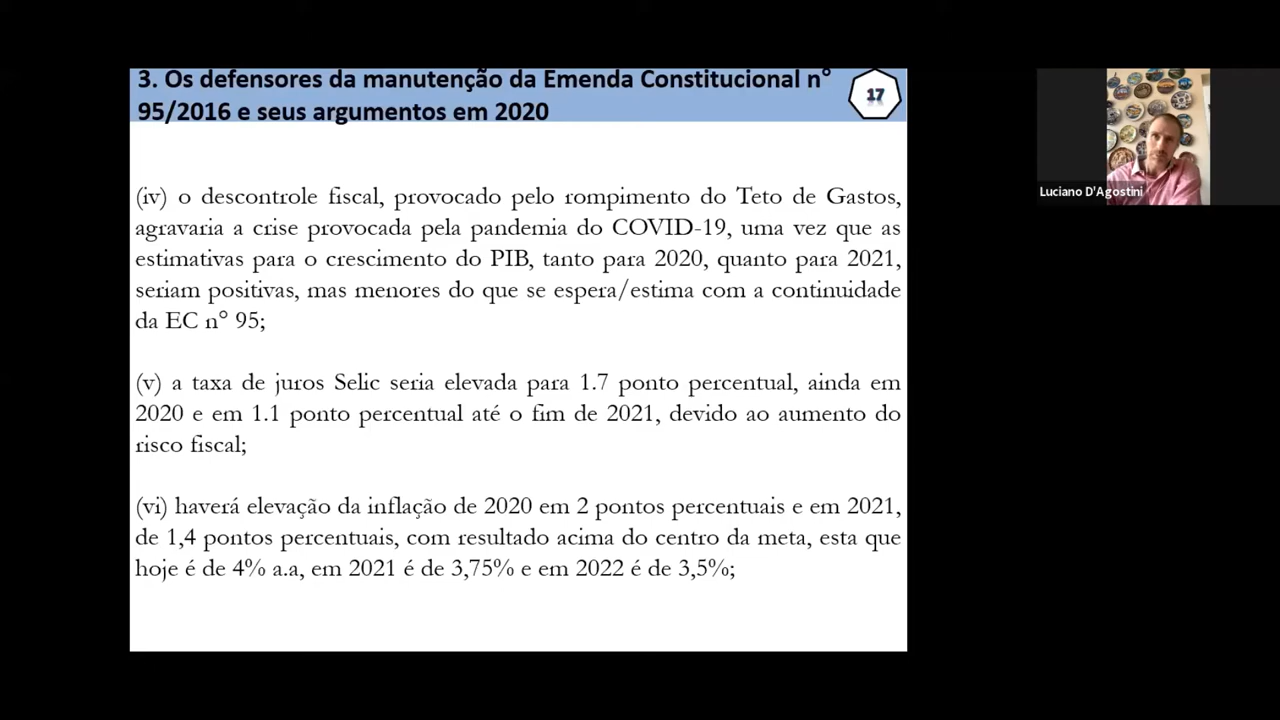 3. Os defensores da manutenção da Emenda Constitucional n°
95/2016 e seus argumentos em 2020
17
(iv) o descontrole fiscal, provocado pelo rompimento do Teto de Gastos,
agravaria a crise provocada pela pandemia do COVID-19, uma vez que as
estimativas para o crescimento do PIB, tanto para 2020, quanto para 2021,
seriam positivas, mas menores do que se espera/estima com a continuidade
da EC n° 95;
(v) a taxa de juros Selic seria elevada para 1.7 ponto percentual, ainda em
2020 e em 1.1 ponto percentual até o fim de 2021, devido ao aumento do
risco fiscal;
(vi) haverá elevação da inflação de 2020 em 2 pontos percentuais e em 2021,
de 1,4 pontos percentuais, com resultado acima do centro da meta, esta que
hoje é de 4% a.a, em 2021 é de 3,75% e em 2022 é de 3,5%;
Luciano D'Agostini